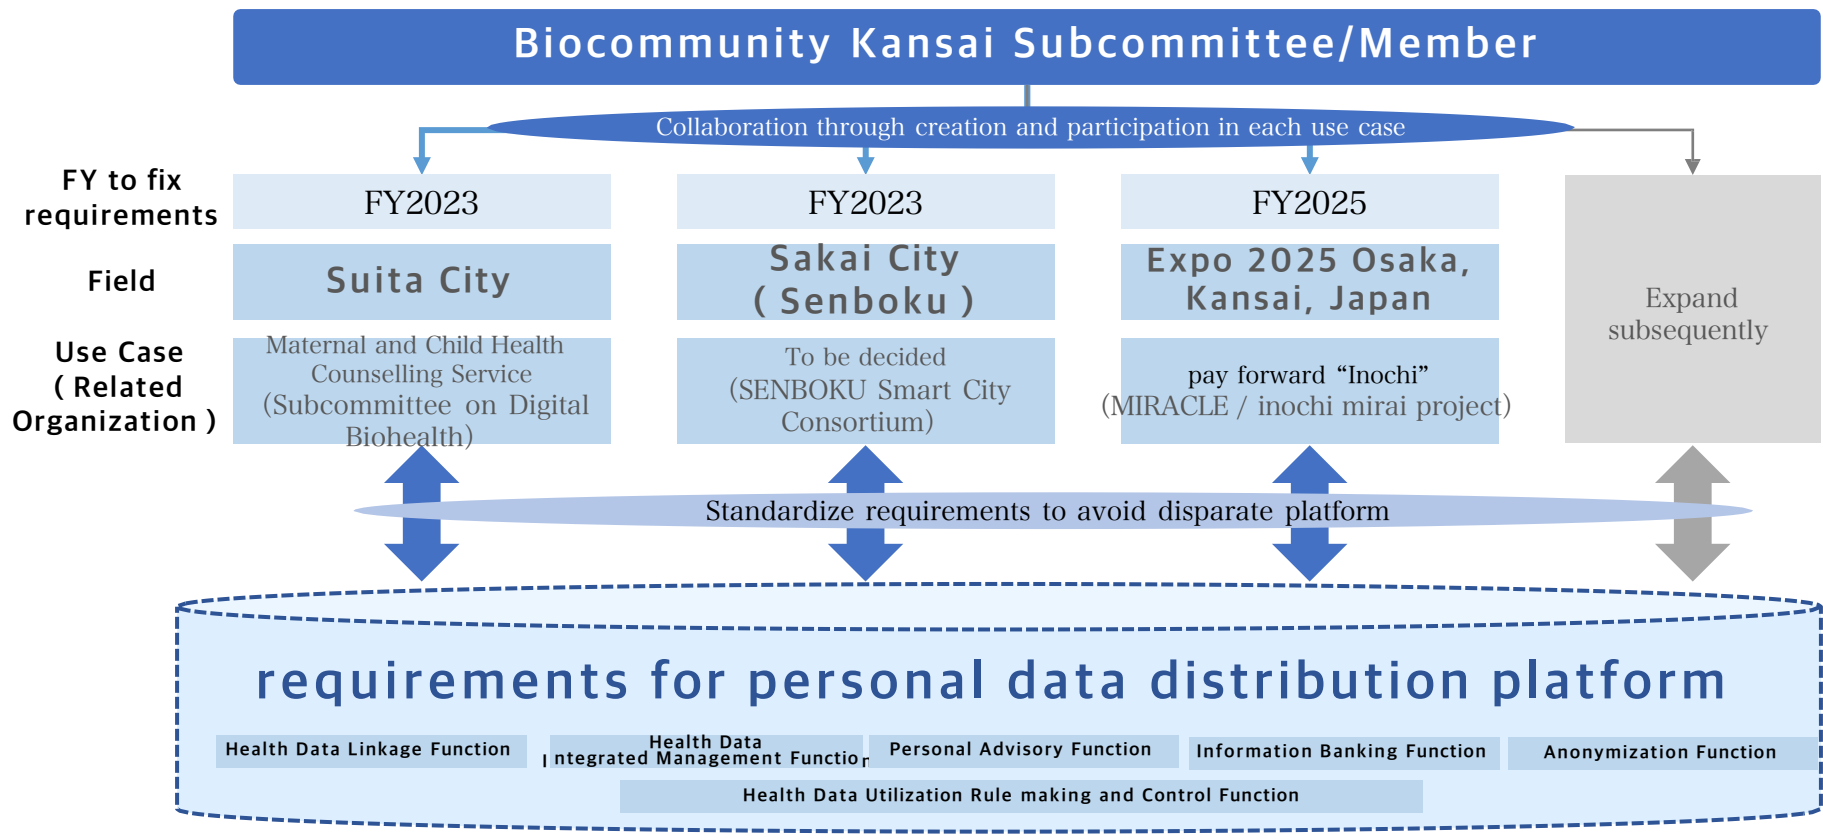 Biocommunity Kansai Subcommittee/Member
Collaboration through creation and participation in each use case
FY to fix
requirements
FY2023
FY2023
FY2025
Field
Suita City
Sakai City
( Senboku )
Expo 2025 Osaka,
Kansai, Japan
Expand
subsequently
Use Case
( Related
Organization )
Maternal and Child Health
Counselling Service
(Subcommittee on Digital
Biohealth)
To be decided
(SENBOKU Smart City
Consortium)
pay forward “Inochi”
(MIRACLE / inochi mirai project)
Standardize requirements to avoid disparate platform
requirements for personal data distribution platform
Health Data Linkage Function
Health Data
Integrated Management Function
Personal Advisory Function
Information Banking Function
Anonymization Function
Health Data Utilization Rule making and Control Function